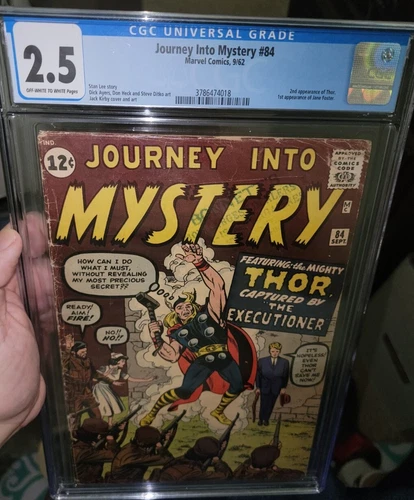 CGC UNIVERSAL GRADE
2.5
OFF-WHITE TO WHITE Pages
Journey Into Mystery #84
Marvel Comics, 9/62
Stan Lee story
Dick Ayers, Don Heck and Steve Ditko art
Jack Kirby cover and art
3786474018
2nd appearance of Thor.
1st appearance of Jane Foster.
CGC
IND.
12¢
APPROVED BY THE COMICS CODE AUTHORITY
JOURNEY INTO
MYSTERY
MC
84
SEPT.
FEATURING: THE MIGHTY
THOR
CAPTURED BY
THE
EXECUTIONER
HOW CAN I DO
WHAT I MUST,
WITHOUT REVEALING
MY MOST PRECIOUS
SECRET??
READY!
AIM!
FIRE!
NO!!
NO!!
IT'S
HOPELESS!
EVEN
THOR
CAN'T
SAVE ME
NOW!